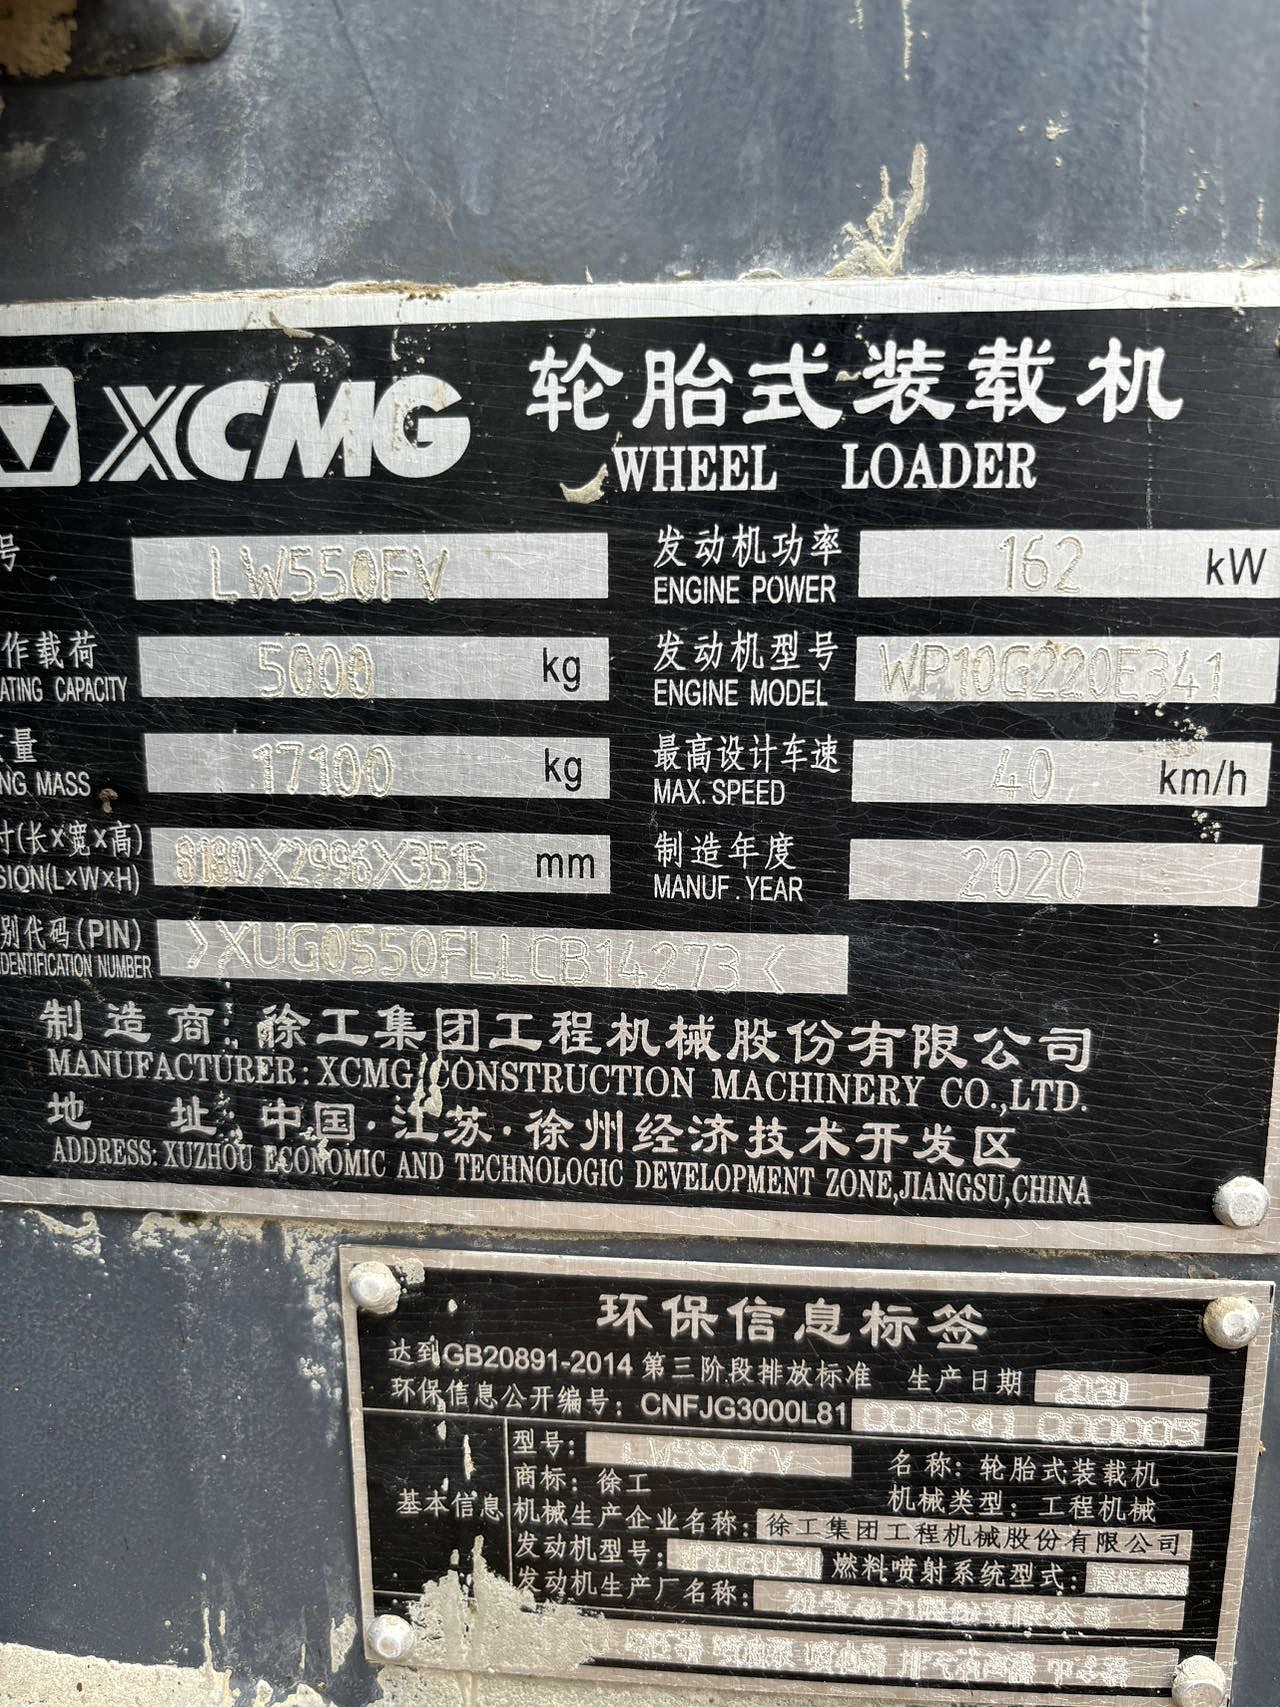 XCMG 轮胎式装载机
WHEEL LOADER
号 LW550FV 发动机功率 162 kW
ENGINE POWER
作载荷 5000 kg 发动机型号 WP10G220E341
ATING CAPACITY ENGINE MODEL
量 17100 kg 最高设计车速 40 km/h
NG MASS MAX. SPEED
寸(长×宽×高) 8180X2996X3515 mm 制造年度 2020
SION(L×W×H) MANUF. YEAR
别代码(PIN) >XUG0550FLLCB14273<
DENTIFICATION NUMBER
制造商: 徐工集团工程机械股份有限公司
MANUFACTURER: XCMG CONSTRUCTION MACHINERY CO.,LTD.
地 址: 中国·江苏·徐州经济技术开发区
ADDRESS: XUZHOU ECONOMIC AND TECHNOLOGIC DEVELOPMENT ZONE,JIANGSU,CHINA
环保信息标签
达到GB20891-2014 第三阶段排放标准 生产日期 2020
环保信息公开编号: CNFJG3000L81 000241 000005
型号: LW550FV 名称: 轮胎式装载机
商标: 徐工 机械类型: 工程机械
基本信息 机械生产企业名称: 徐工集团工程机械股份有限公司
发动机型号: 燃料喷射系统型式:
发动机生产厂名称: